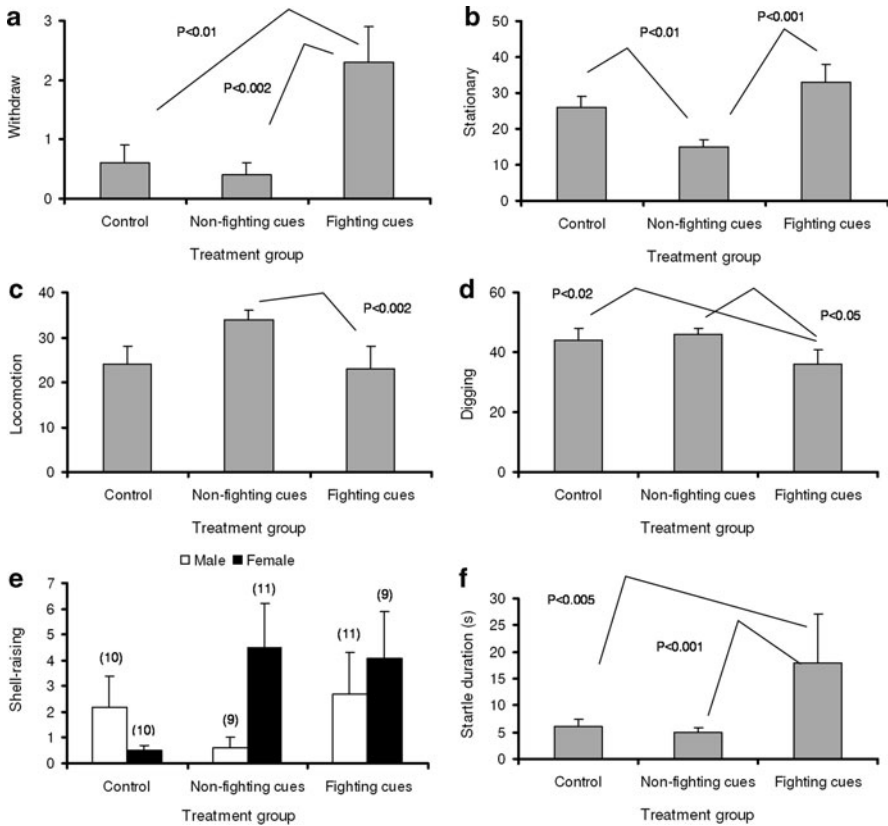 a
3
2
1
0
Withdraw
P<0.01
P<0.002
Control Non-fighting cues Fighting cues
Treatment group
b
50
40
30
20
10
0
Stationary
P<0.01
P<0.001
Control Non-fighting cues Fighting cues
Treatment group
c
40
30
20
10
0
Locomotion
P<0.002
Control Non-fighting cues Fighting cues
Treatment group
d
60
40
20
0
Digging
P<0.02
P<0.05
Control Non-fighting cues Fighting cues
Treatment group
e
Male Female
7
6
5
4
3
2
1
0
Shell-raising
(10)
(10)
(9)
(11)
(11)
(9)
Control Non-fighting cues Fighting cues
Treatment group
f
30
25
20
15
10
5
0
Startle duration (s)
P<0.005
P<0.001
Control Non-fighting cues Fighting cues
Treatment group